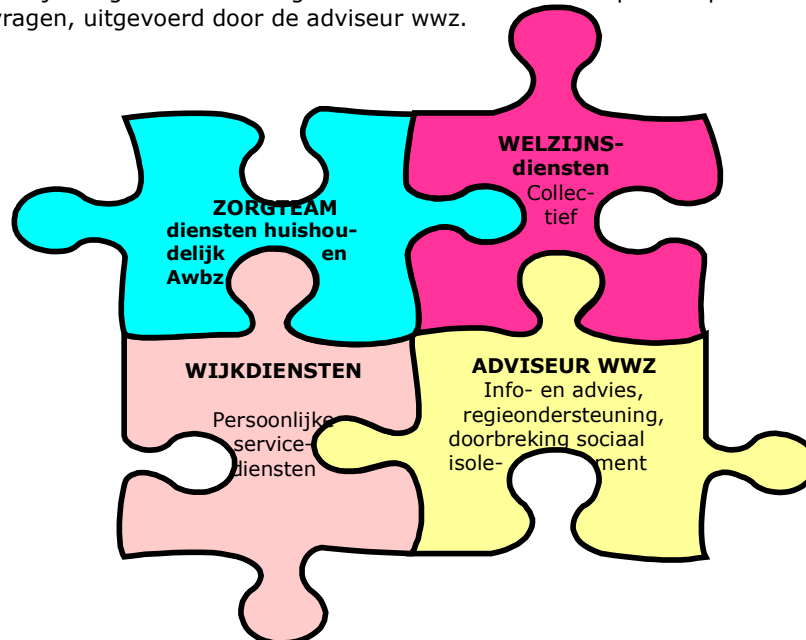 vragen, uitgevoerd door de adviseur wwz.
ZORGTEAM
diensten huishou-
delijk en
Awbz
WELZIJNS-
diensten
Collec-
tief
WIJKDIENSTEN
Persoonlijke
service-
diensten
ADVISEUR WWZ
Info- en advies,
regieondersteuning,
doorbreking sociaal
isole- ment